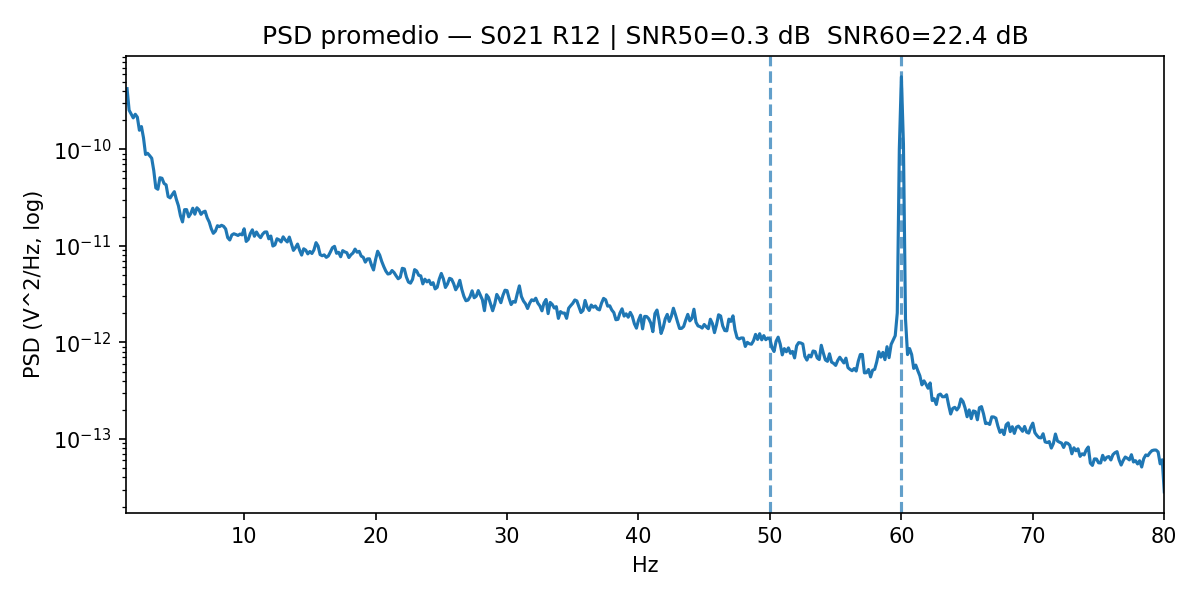 PSD promedio — S021 R12 | SNR50=0.3 dB  SNR60=22.4 dB
PSD (V^2/Hz, log)
10⁻¹⁰
10⁻¹¹
10⁻¹²
10⁻¹³
10 20 30 40 50 60 70 80
Hz